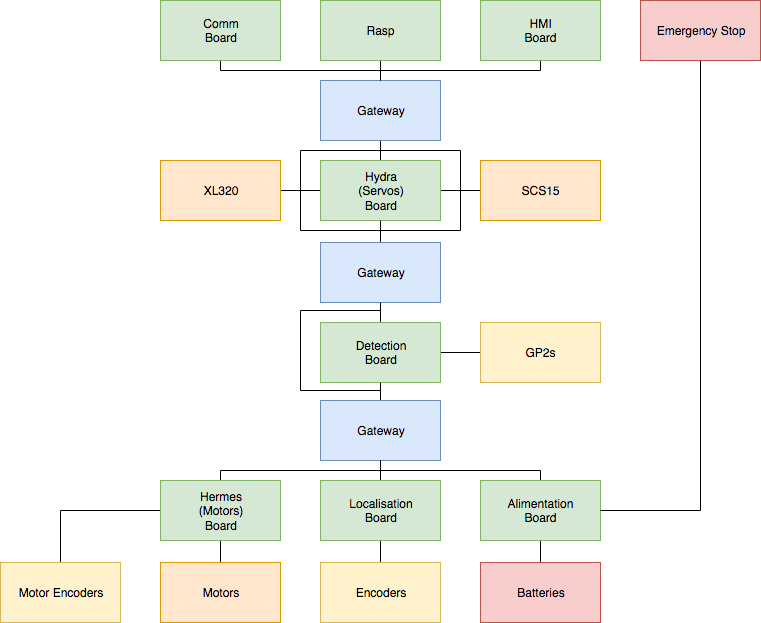 Comm
Board
Rasp
HMI
Board
Emergency Stop
Gateway
XL320
Hydra
(Servos)
Board
SCS15
Gateway
Detection
Board
GP2s
Gateway
Hermes
(Motors)
Board
Localisation
Board
Alimentation
Board
Motor Encoders
Motors
Encoders
Batteries